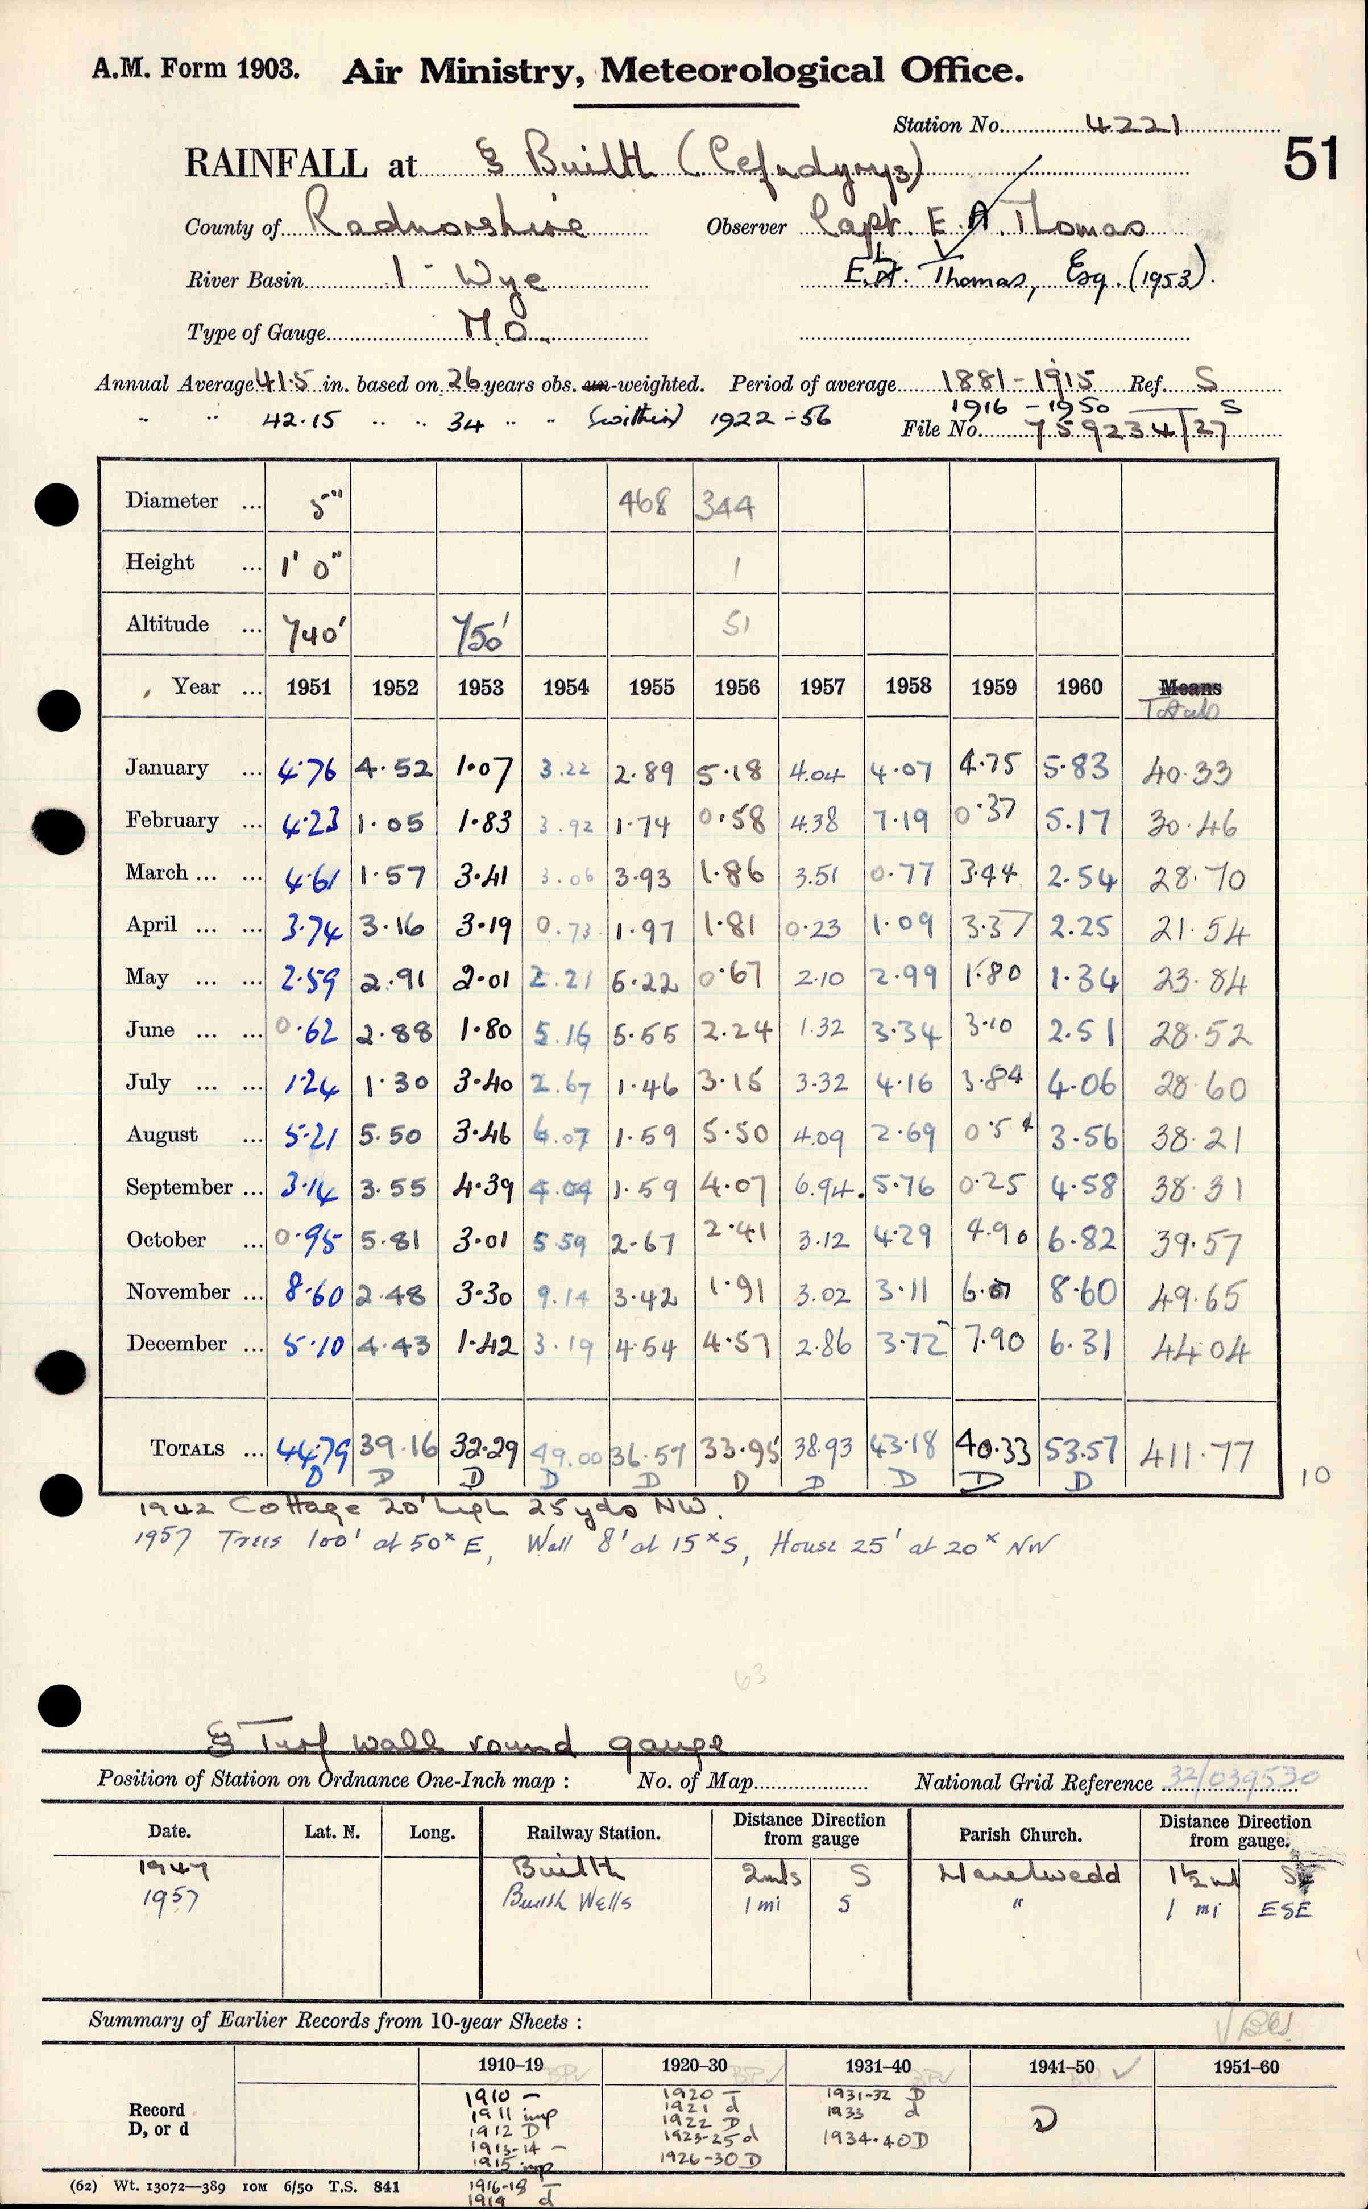 A.M. Form 1903. Air Ministry, Meteorological Office.
Station No. 4221
51
RAINFALL at § Builth (Cefndyrys)
County of Radnorshire Observer Capt. E. A. Thomas
River Basin 1 - Wye E.L. Thomas, Esq. (1953).
Type of Gauge M.O.
Annual Average 41.5 in. based on 26 years obs. un-weighted. Period of average 1881-1915 Ref. S
" " 42.15 " " 34 " " (within) 1922-56 1916-1950 S
File No. 759234/27
Diameter ... 5" 468 344
Height ... 1' 0" 1
Altitude ... 740' 750' 51
Year ... 1951 1952 1953 1954 1955 1956 1957 1958 1959 1960 Means
Totals
January ... 4.76 4.52 1.07 3.22 2.89 5.18 4.04 4.07 4.75 5.83 40.33
February ... 4.23 1.05 1.83 3.92 1.74 0.58 4.38 7.19 0.37 5.17 30.46
March ... ... 4.61 1.57 3.41 3.06 3.93 1.86 3.51 0.77 3.44 2.54 28.70
April ... ... 3.74 3.16 3.19 0.73 1.97 1.81 0.23 1.09 3.37 2.25 21.54
May ... ... 2.59 2.91 2.01 2.21 5.22 0.67 2.10 2.99 1.80 1.34 23.84
June ... ... 0.62 2.88 1.80 5.16 5.55 2.24 1.32 3.34 3.10 2.51 28.52
July ... ... 1.24 1.30 3.40 2.67 1.46 3.15 3.32 4.16 3.84 4.06 28.60
August ... 5.21 5.50 3.46 6.07 1.59 5.50 4.09 2.69 0.54 3.56 38.21
September ... 3.14 3.55 4.39 4.04 1.59 4.07 6.94 5.76 0.25 4.58 38.31
October ... 0.95 5.81 3.01 5.59 2.67 2.41 3.12 4.29 4.90 6.82 39.57
November ... 8.60 2.48 3.30 9.14 3.42 1.91 3.02 3.11 6.07 8.60 49.65
December ... 5.10 4.43 1.42 3.19 4.54 4.57 2.86 3.72 7.90 6.31 44.04
TOTALS ... 44.79 39.16 32.29 49.00 36.57 33.95 38.93 43.18 40.33 53.57 411.77
D D D D D D D D D D 10
1942 Cottage 20' high 25yds NW.
1957 Trees 100' at 50x E, Wall 8' at 15x S, House 25' at 20x NW
63
§ Turf wall round gauge
Position of Station on Ordnance One-Inch map : No. of Map National Grid Reference 32/039530
Date. Lat. N. Long. Railway Station. Distance from gauge Direction Parish Church. Distance from gauge. Direction
1947 Builth 2mls S Llanelwedd 1½ml SE
1957 Builth Wells 1 mi S " 1 mi ESE
Summary of Earlier Records from 10-year Sheets :
1910-19 1920-30 1931-40 1941-50 1951-60
Record
D, or d
1910 -
1911 imp
1912 D
1913-14 -
1915 imp
1916-18 -
1919 d
1920 -
1921 d
1922 D
1923-25 d
1926-30 D
1931-32 D
1933 d
1934-40 D
D
(62) Wt. 13072—389 10M 6/50 T.S. 841